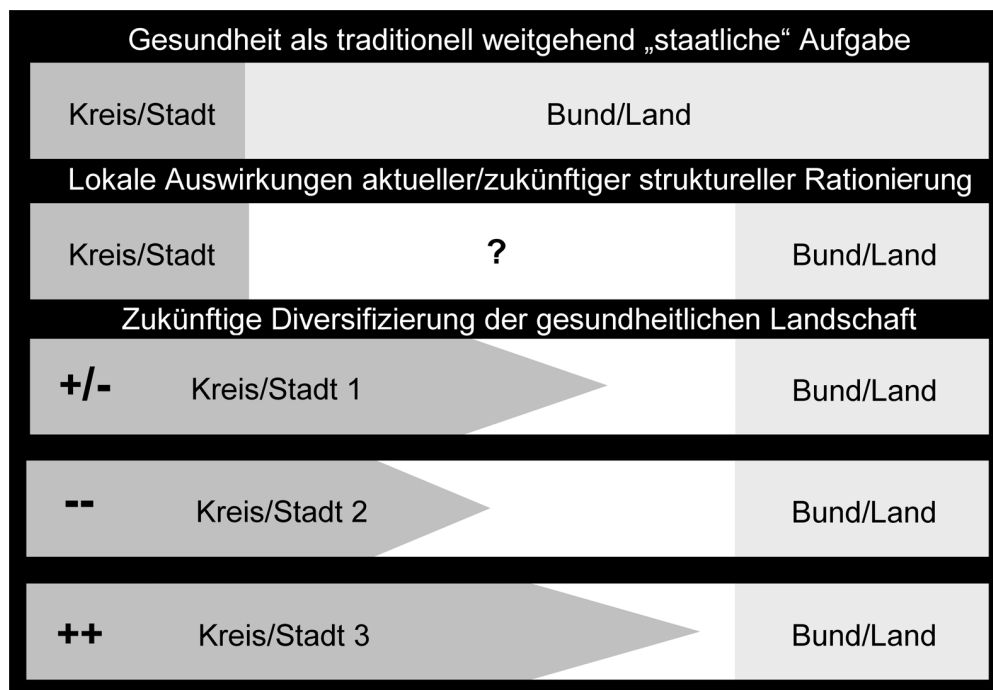 Gesundheit als traditionell weitgehend „staatliche“ Aufgabe
Kreis/Stadt Bund/Land
Lokale Auswirkungen aktueller/zukünftiger struktureller Rationierung
Kreis/Stadt ? Bund/Land
Zukünftige Diversifizierung der gesundheitlichen Landschaft
+/- Kreis/Stadt 1 Bund/Land
-- Kreis/Stadt 2 Bund/Land
++ Kreis/Stadt 3 Bund/Land